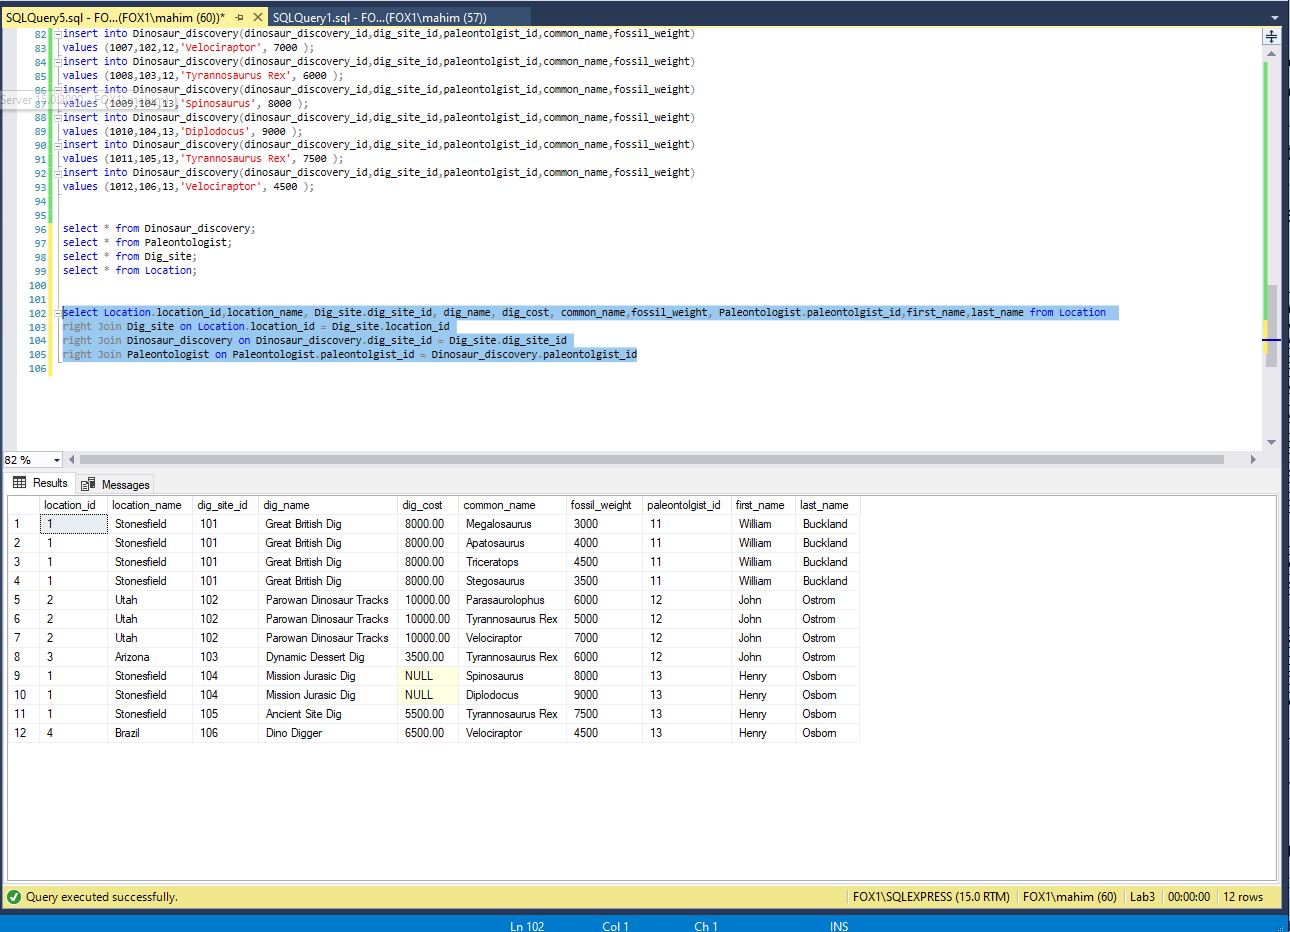 SQLQuery5.sql - FO...(FOX1\mahim (60))* SQLQuery1.sql - FO...(FOX1\mahim (57))
82 insert into Dinosaur_discovery(dinosaur_discovery_id,dig_site_id,paleontolgist_id,common_name,fossil_weight)
83 values (1007,102,12,'Velociraptor', 7000 );
84 insert into Dinosaur_discovery(dinosaur_discovery_id,dig_site_id,paleontolgist_id,common_name,fossil_weight)
85 values (1008,103,12,'Tyrannosaurus Rex', 6000 );
86 insert into Dinosaur_discovery(dinosaur_discovery_id,dig_site_id,paleontolgist_id,common_name,fossil_weight)
87 values (1009,104,13,'Spinosaurus', 8000 );
88 insert into Dinosaur_discovery(dinosaur_discovery_id,dig_site_id,paleontolgist_id,common_name,fossil_weight)
89 values (1010,104,13,'Diplodocus', 9000 );
90 insert into Dinosaur_discovery(dinosaur_discovery_id,dig_site_id,paleontolgist_id,common_name,fossil_weight)
91 values (1011,105,13,'Tyrannosaurus Rex', 7500 );
92 insert into Dinosaur_discovery(dinosaur_discovery_id,dig_site_id,paleontolgist_id,common_name,fossil_weight)
93 values (1012,106,13,'Velociraptor', 4500 );
94
95
96 select * from Dinosaur_discovery;
97 select * from Paleontologist;
98 select * from Dig_site;
99 select * from Location;
100
101
102 select Location.location_id,location_name, Dig_site.dig_site_id, dig_name, dig_cost, common_name,fossil_weight, Paleontologist.paleontolgist_id,first_name,last_name from Location
103 right Join Dig_site on Location.location_id = Dig_site.location_id
104 right Join Dinosaur_discovery on Dinosaur_discovery.dig_site_id = Dig_site.dig_site_id
105 right Join Paleontologist on Paleontologist.paleontolgist_id = Dinosaur_discovery.paleontolgist_id
106
82 %
Results Messages
location_id location_name dig_site_id dig_name dig_cost common_name fossil_weight paleontolgist_id first_name last_name
1 1 Stonesfield 101 Great British Dig 8000.00 Megalosaurus 3000 11 William Buckland
2 1 Stonesfield 101 Great British Dig 8000.00 Apatosaurus 4000 11 William Buckland
3 1 Stonesfield 101 Great British Dig 8000.00 Triceratops 4500 11 William Buckland
4 1 Stonesfield 101 Great British Dig 8000.00 Stegosaurus 3500 11 William Buckland
5 2 Utah 102 Parowan Dinosaur Tracks 10000.00 Parasaurolophus 6000 12 John Ostrom
6 2 Utah 102 Parowan Dinosaur Tracks 10000.00 Tyrannosaurus Rex 5000 12 John Ostrom
7 2 Utah 102 Parowan Dinosaur Tracks 10000.00 Velociraptor 7000 12 John Ostrom
8 3 Arizona 103 Dynamic Dessert Dig 3500.00 Tyrannosaurus Rex 6000 12 John Ostrom
9 1 Stonesfield 104 Mission Jurasic Dig NULL Spinosaurus 8000 13 Henry Osborn
10 1 Stonesfield 104 Mission Jurasic Dig NULL Diplodocus 9000 13 Henry Osborn
11 1 Stonesfield 105 Ancient Site Dig 5500.00 Tyrannosaurus Rex 7500 13 Henry Osborn
12 4 Brazil 106 Dino Digger 6500.00 Velociraptor 4500 13 Henry Osborn
Query executed successfully. FOX1\SQLEXPRESS (15.0 RTM) FOX1\mahim (60) Lab3 00:00:00 12 rows
Ln 102 Col 1 Ch 1 INS